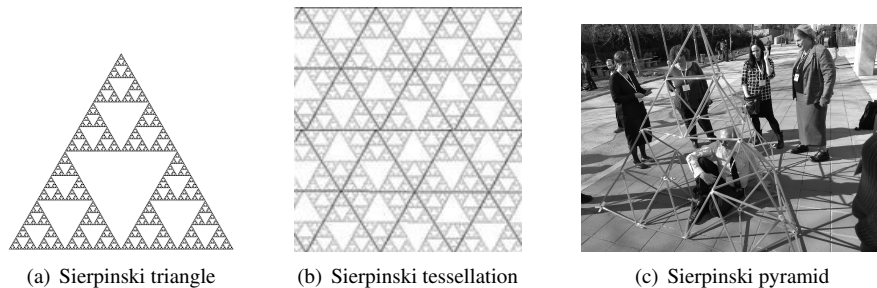 (a) Sierpinski triangle
(b) Sierpinski tessellation
(c) Sierpinski pyramid